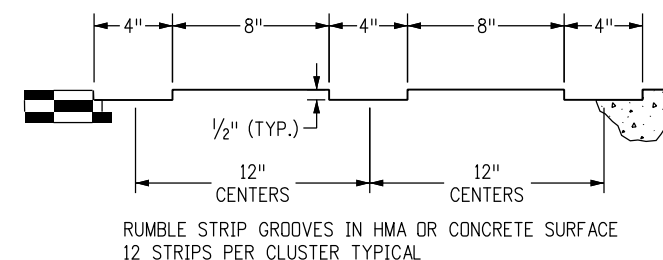 4" 8" 4" 8" 4"
½" (TYP.)
12" 12"
CENTERS CENTERS
RUMBLE STRIP GROOVES IN HMA OR CONCRETE SURFACE
12 STRIPS PER CLUSTER TYPICAL